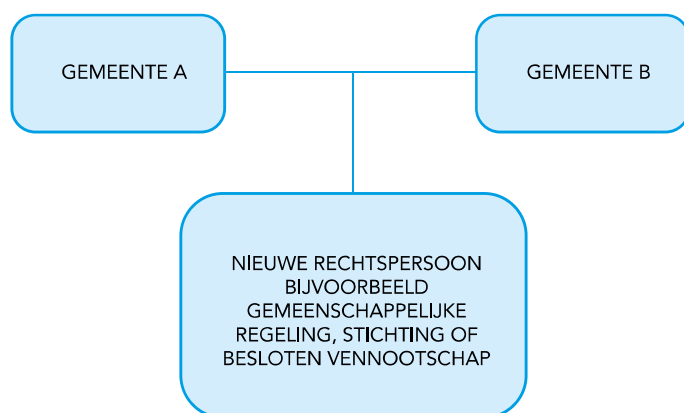 GEMEENTE A
GEMEENTE B
NIEUWE RECHTSPERSOON
BIJVOORBEELD
GEMEENSCHAPPELIJKE
REGELING, STICHTING OF
BESLOTEN VENNOOTSCHAP